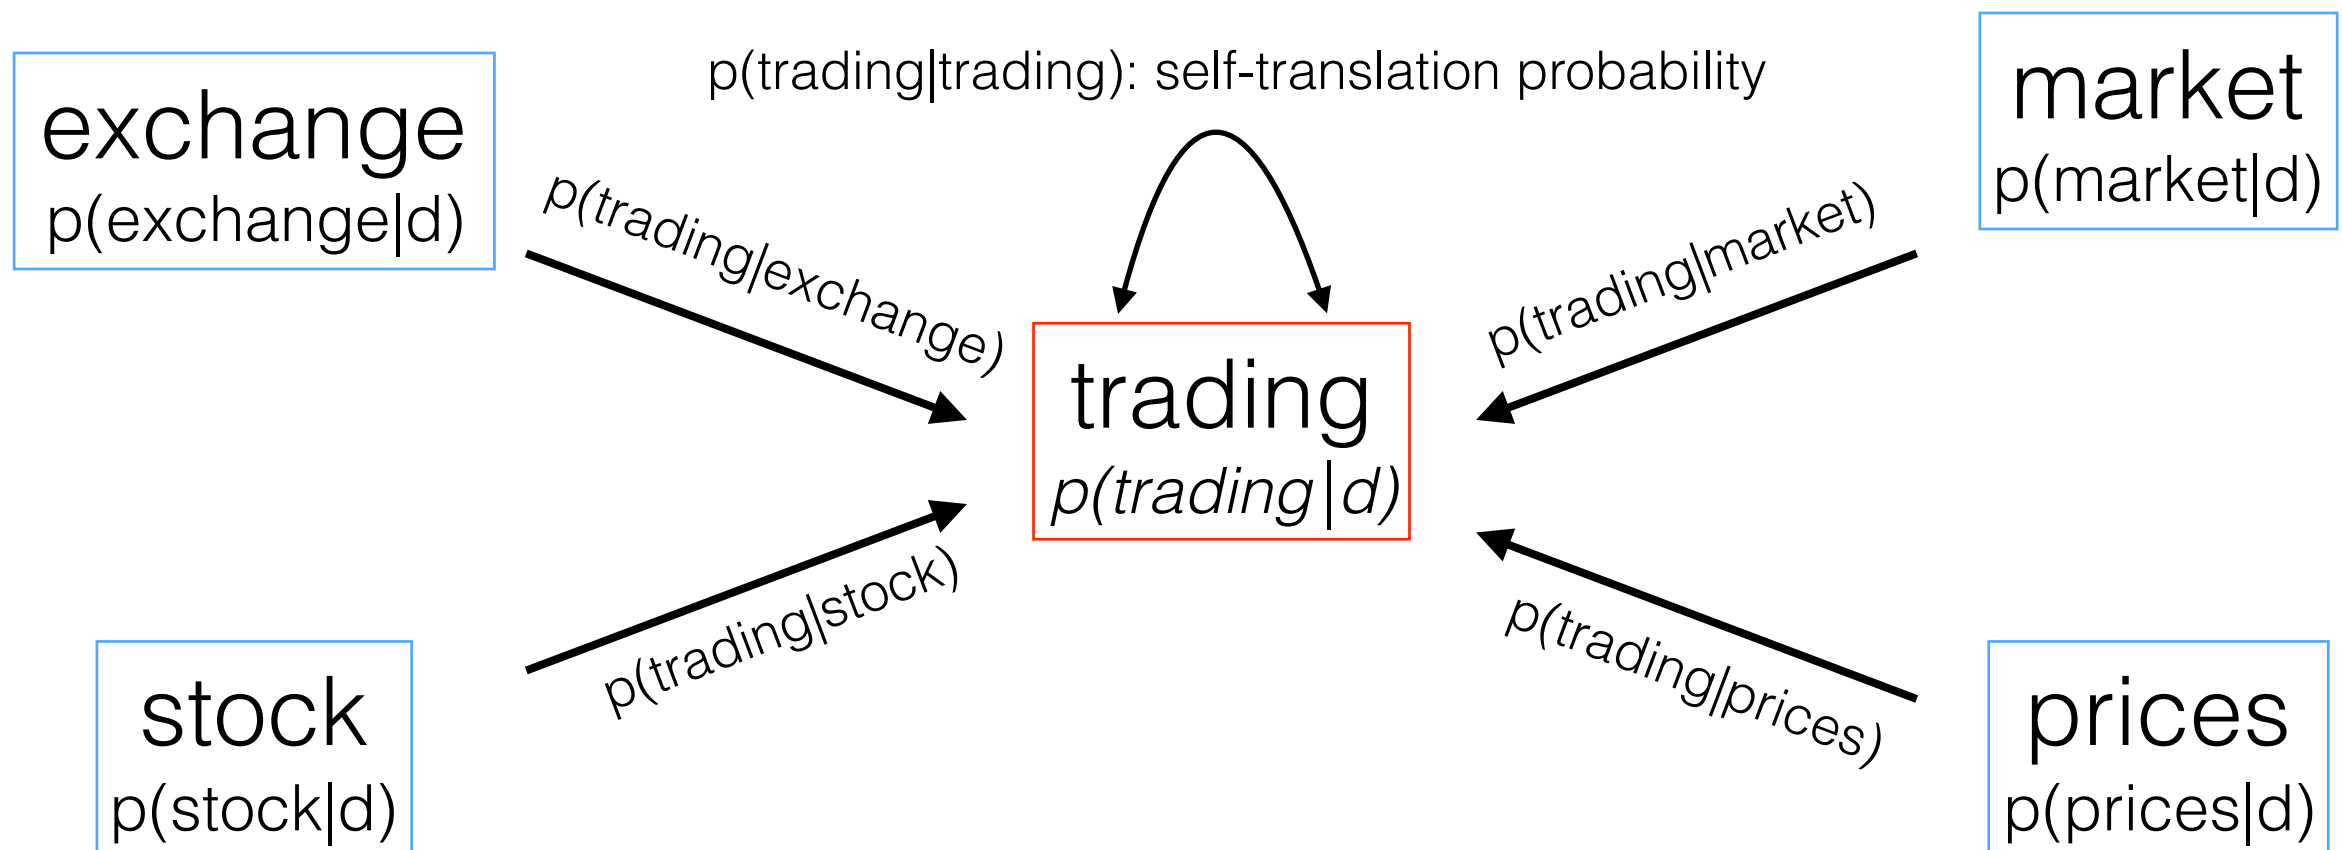 exchange
p(exchange|d)
p(trading|trading): self-translation probability
market
p(market|d)
p(trading|exchange)
p(trading|market)
trading
p(trading|d)
p(trading|stock)
p(trading|prices)
stock
p(stock|d)
prices
p(prices|d)